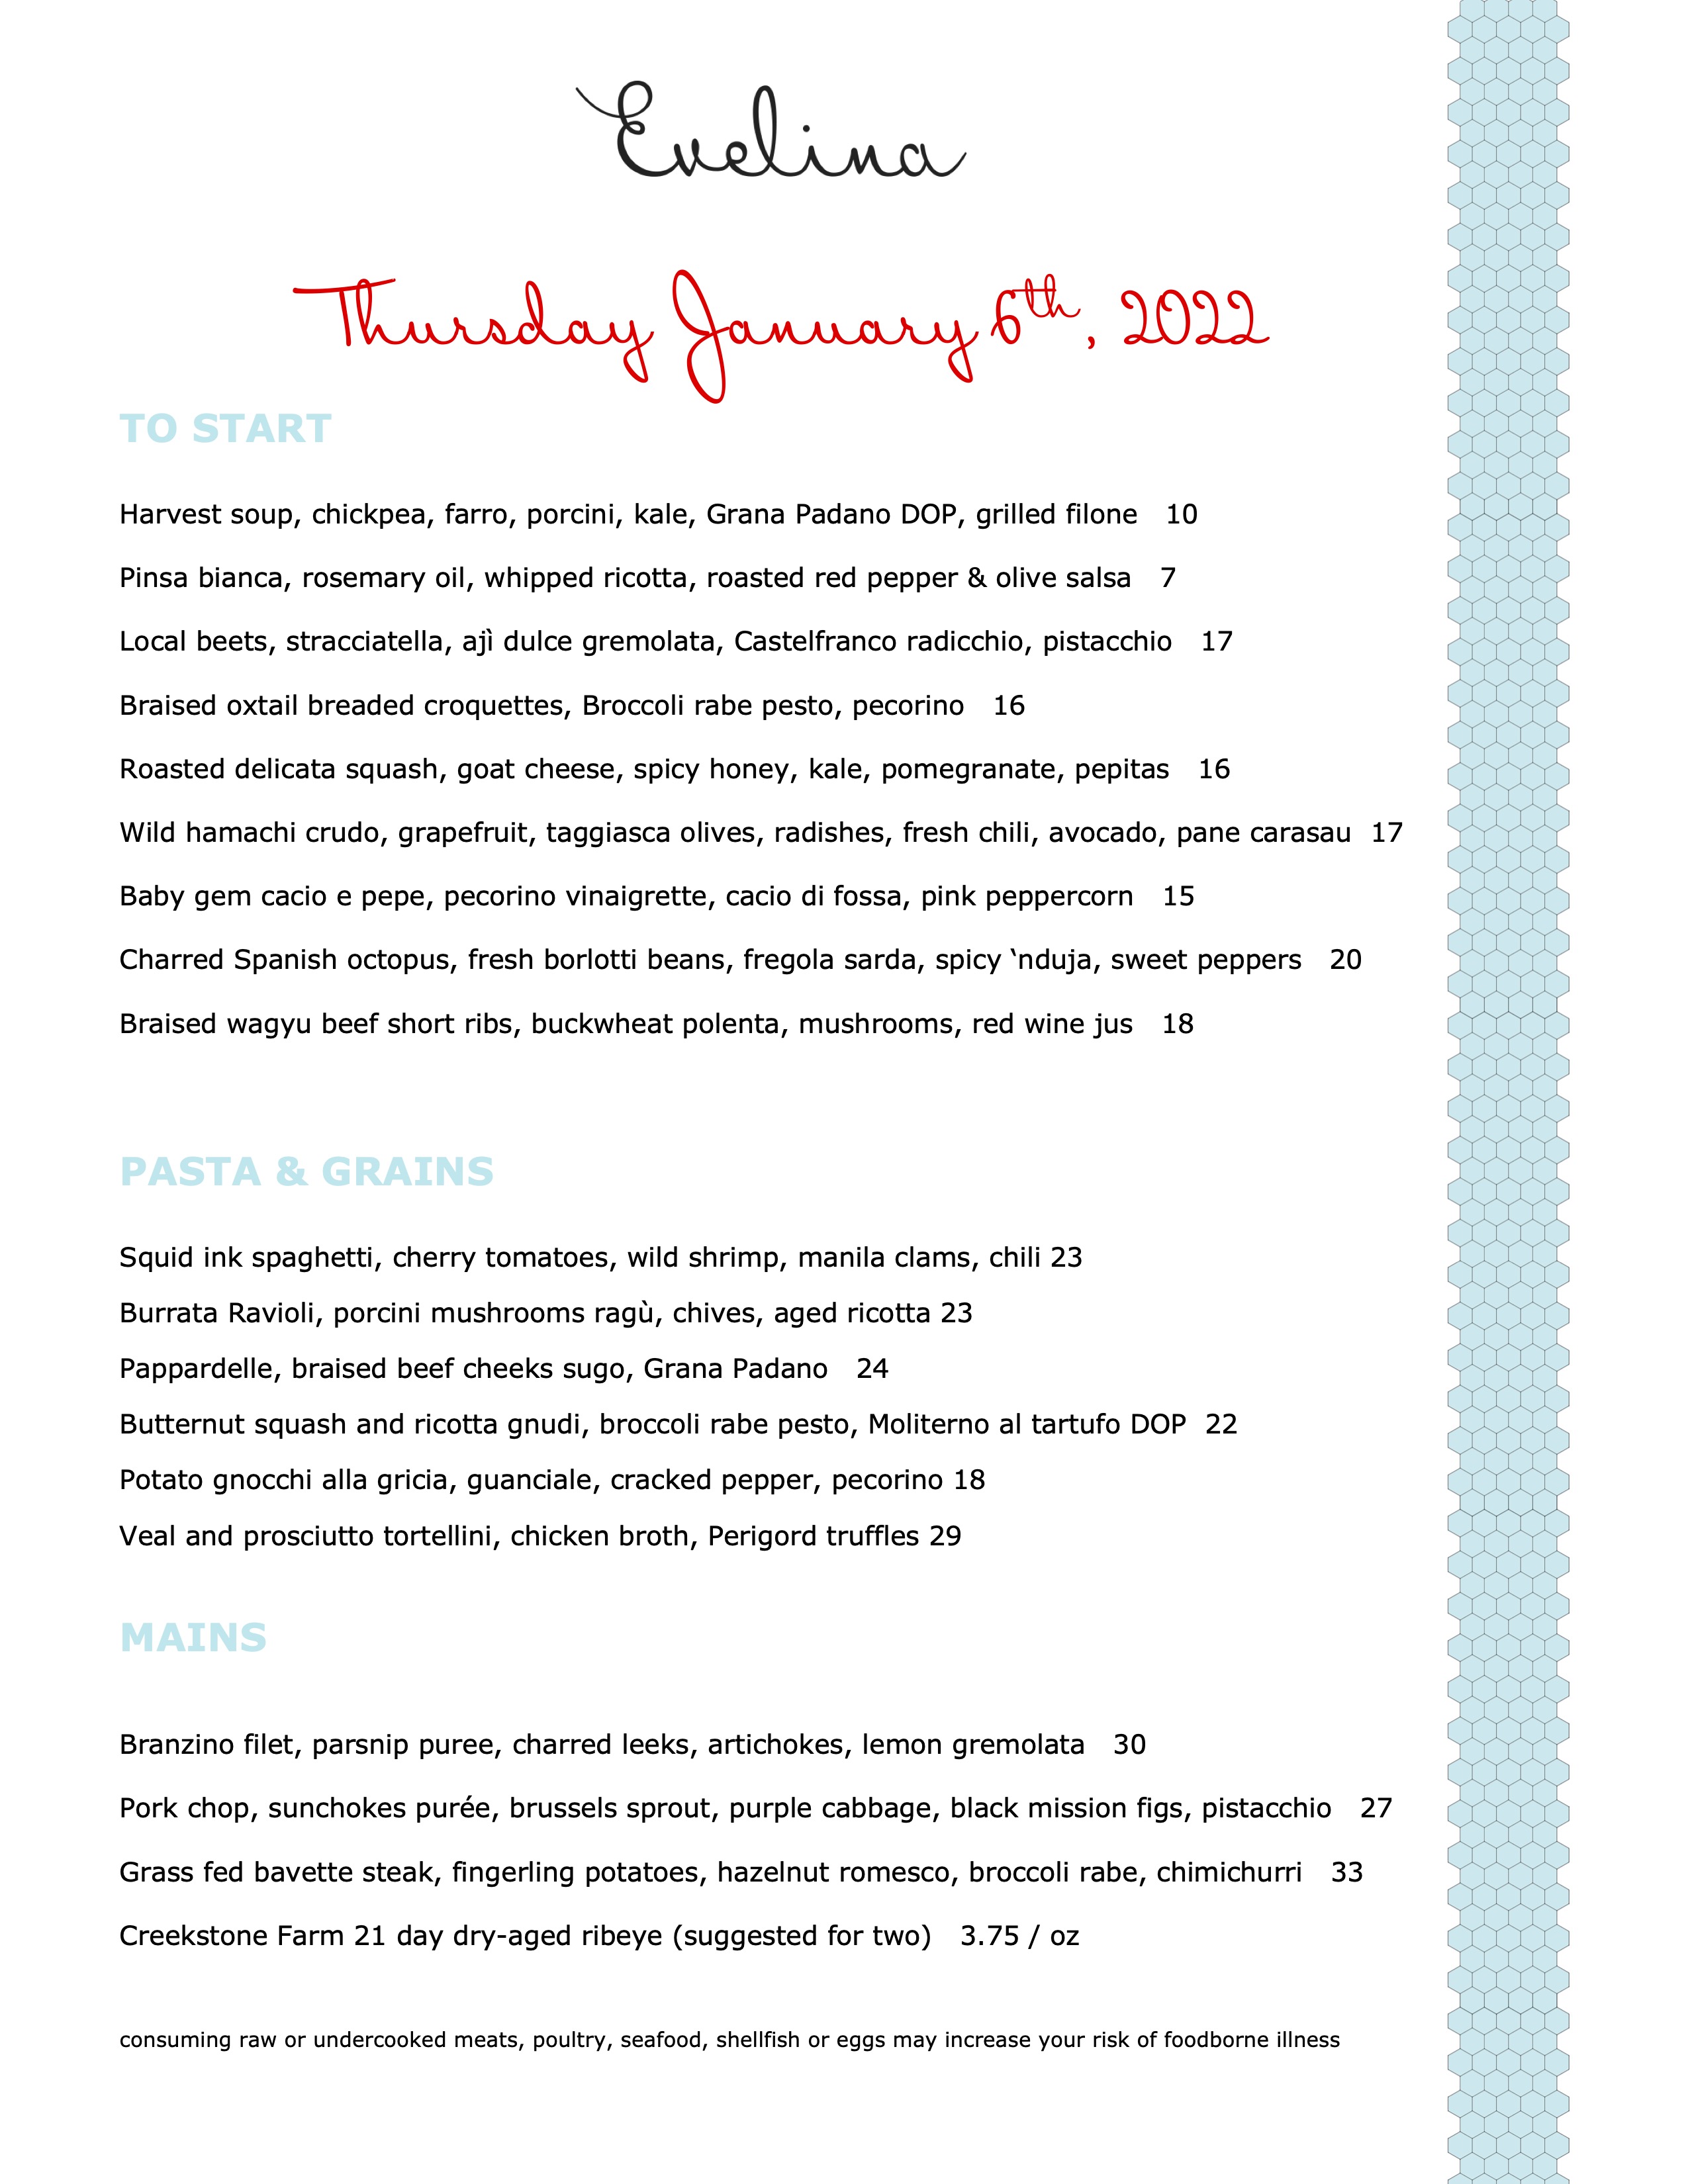 Evelina
Thursday January 6th, 2022
TO START
Harvest soup, chickpea, farro, porcini, kale, Grana Padano DOP, grilled filone 10
Pinsa bianca, rosemary oil, whipped ricotta, roasted red pepper & olive salsa 7
Local beets, stracciatella, ajì dulce gremolata, Castelfranco radicchio, pistacchio 17
Braised oxtail breaded croquettes, Broccoli rabe pesto, pecorino 16
Roasted delicata squash, goat cheese, spicy honey, kale, pomegranate, pepitas 16
Wild hamachi crudo, grapefruit, taggiasca olives, radishes, fresh chili, avocado, pane carasau 17
Baby gem cacio e pepe, pecorino vinaigrette, cacio di fossa, pink peppercorn 15
Charred Spanish octopus, fresh borlotti beans, fregola sarda, spicy ‘nduja, sweet peppers 20
Braised wagyu beef short ribs, buckwheat polenta, mushrooms, red wine jus 18
PASTA & GRAINS
Squid ink spaghetti, cherry tomatoes, wild shrimp, manila clams, chili 23
Burrata Ravioli, porcini mushrooms ragù, chives, aged ricotta 23
Pappardelle, braised beef cheeks sugo, Grana Padano 24
Butternut squash and ricotta gnudi, broccoli rabe pesto, Moliterno al tartufo DOP 22
Potato gnocchi alla gricia, guanciale, cracked pepper, pecorino 18
Veal and prosciutto tortellini, chicken broth, Perigord truffles 29
MAINS
Branzino filet, parsnip puree, charred leeks, artichokes, lemon gremolata 30
Pork chop, sunchokes purée, brussels sprout, purple cabbage, black mission figs, pistacchio 27
Grass fed bavette steak, fingerling potatoes, hazelnut romesco, broccoli rabe, chimichurri 33
Creekstone Farm 21 day dry-aged ribeye (suggested for two) 3.75 / oz
consuming raw or undercooked meats, poultry, seafood, shellfish or eggs may increase your risk of foodborne illness